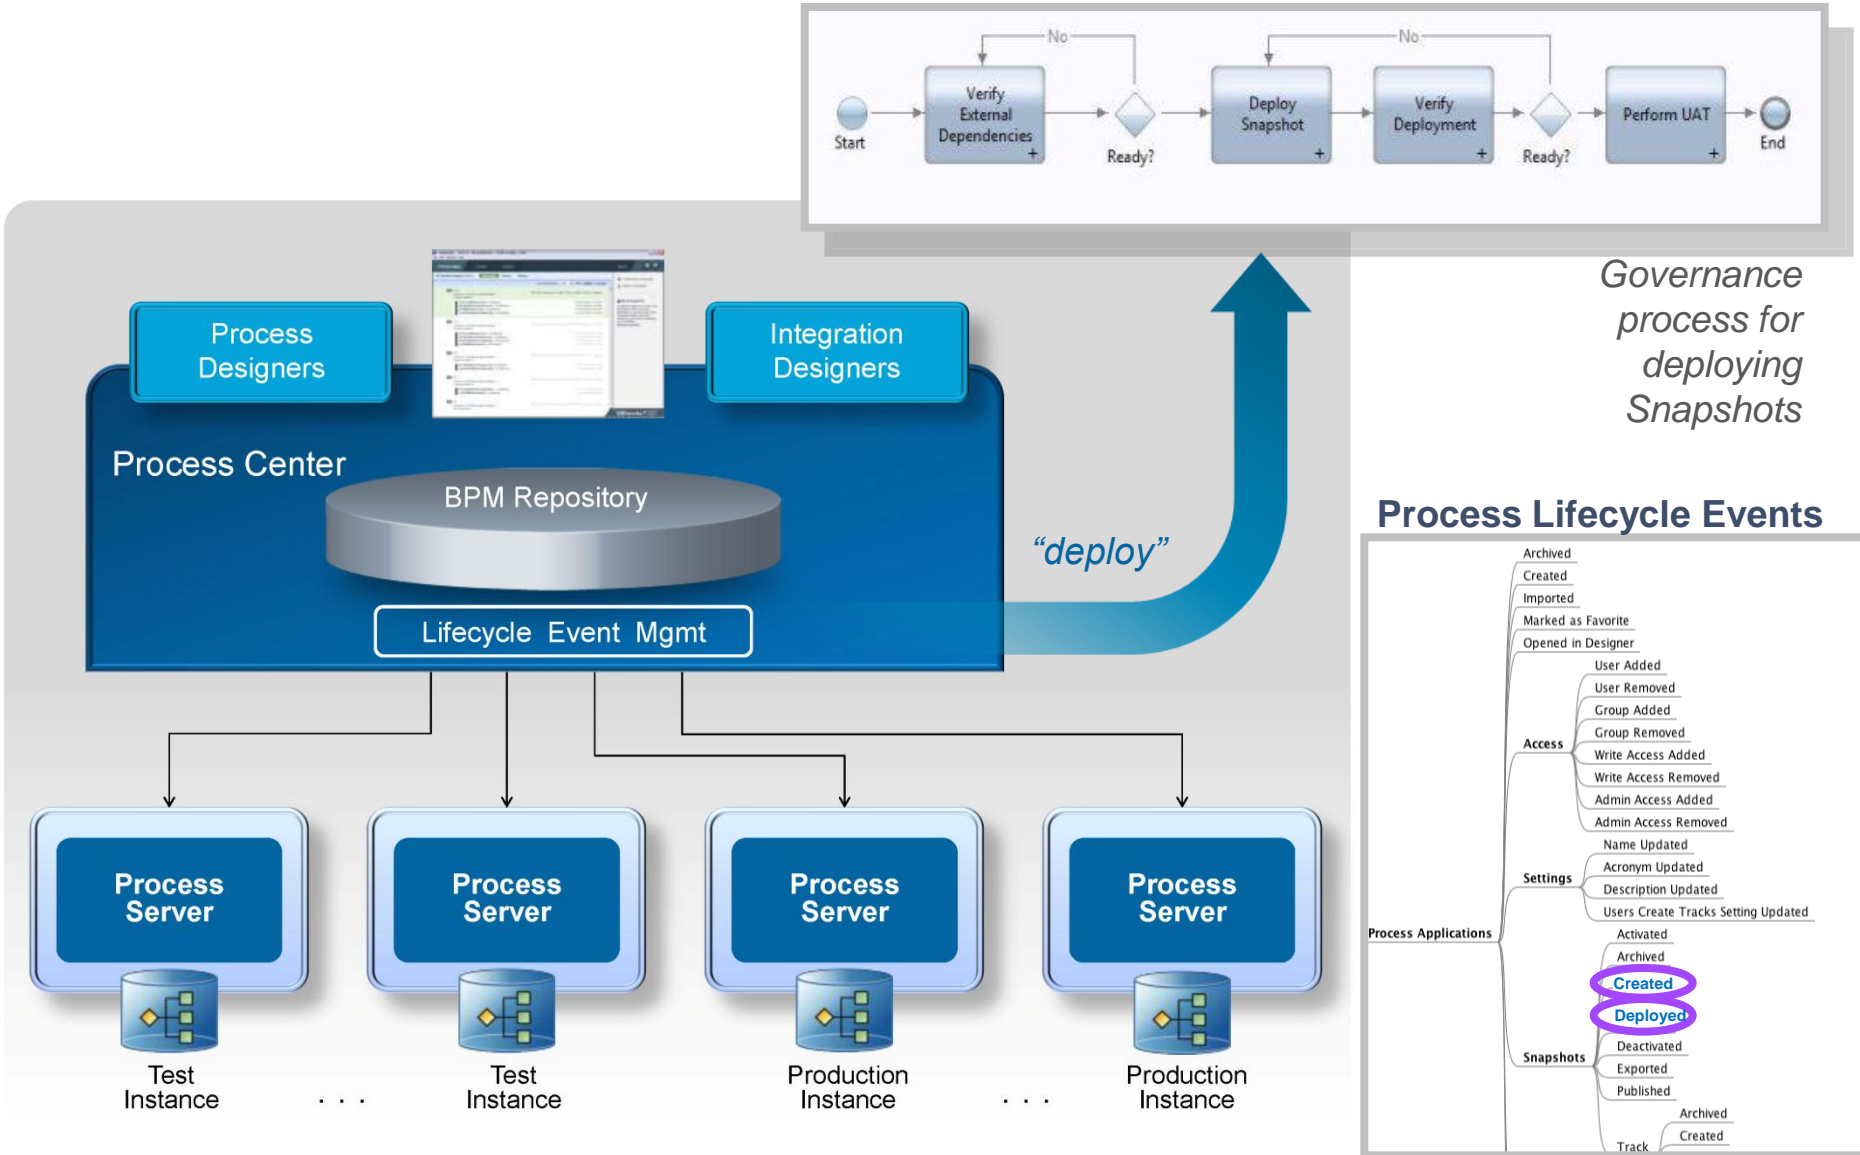 No
No
Verify
External
Dependencies
Deploy
Snapshot
Verify
Deployment
Perform UAT
Start
Ready?
Ready?
End
Governance
process for
deploying
Snapshots
Process
Designers
Integration
Designers
Process Center
BPM Repository
Lifecycle Event Mgmt
“deploy”
Process
Server
Process
Server
Process
Server
Process
Server
Test
Instance
. . .
Test
Instance
Production
Instance
. . .
Production
Instance
Process Lifecycle Events
Archived
Created
Imported
Marked as Favorite
Opened in Designer
User Added
User Removed
Group Added
Group Removed
Access
Write Access Added
Write Access Removed
Admin Access Added
Admin Access Removed
Name Updated
Acronym Updated
Settings
Description Updated
Users Create Tracks Setting Updated
Process Applications
Activated
Archived
Created
Deployed
Deactivated
Snapshots
Exported
Published
Archived
Created
Track